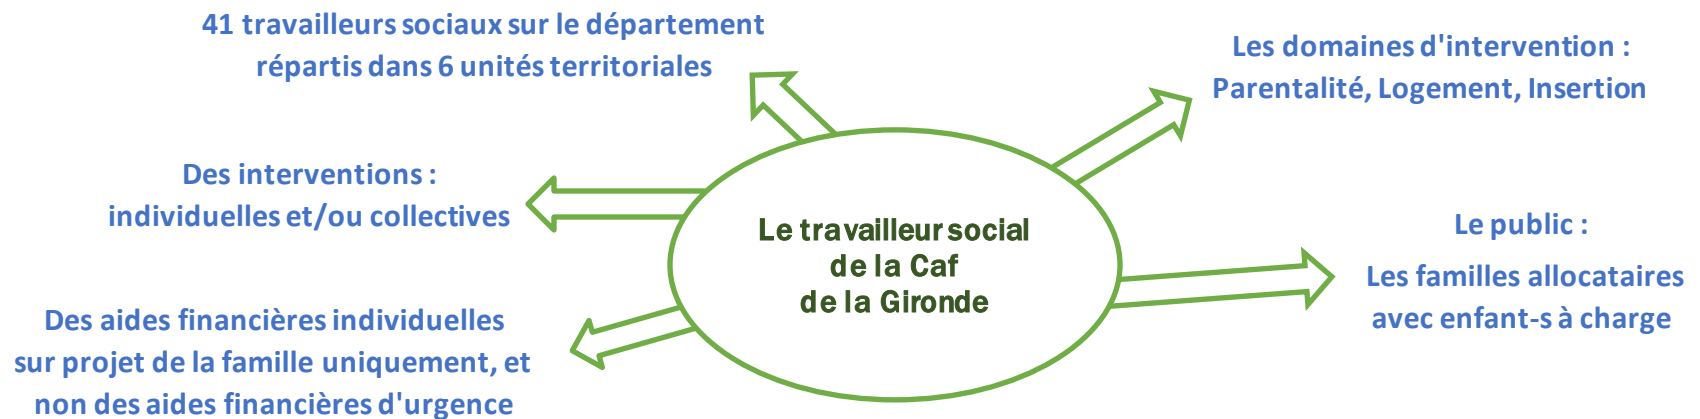 41 travailleurs sociaux sur le département
répartis dans 6 unités territoriales
Les domaines d'intervention :
Parentalité, Logement, Insertion
Des interventions :
individuelles et/ou collectives
Le travailleur social
de la Caf
de la Gironde
Le public :
Les familles allocataires
avec enfant-s à charge
Des aides financières individuelles
sur projet de la famille uniquement, et
non des aides financières d'urgence